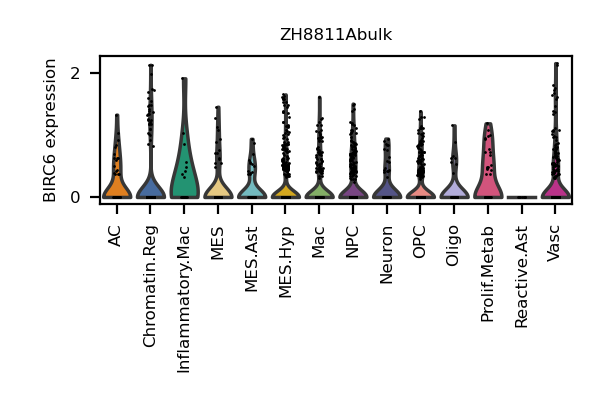 ZH8811Abulk
BIRC6 expression
2
0
AC
Chromatin.Reg
Inflammatory.Mac
MES
MES.Ast
MES.Hyp
Mac
NPC
Neuron
OPC
Oligo
Prolif.Metab
Reactive.Ast
Vasc